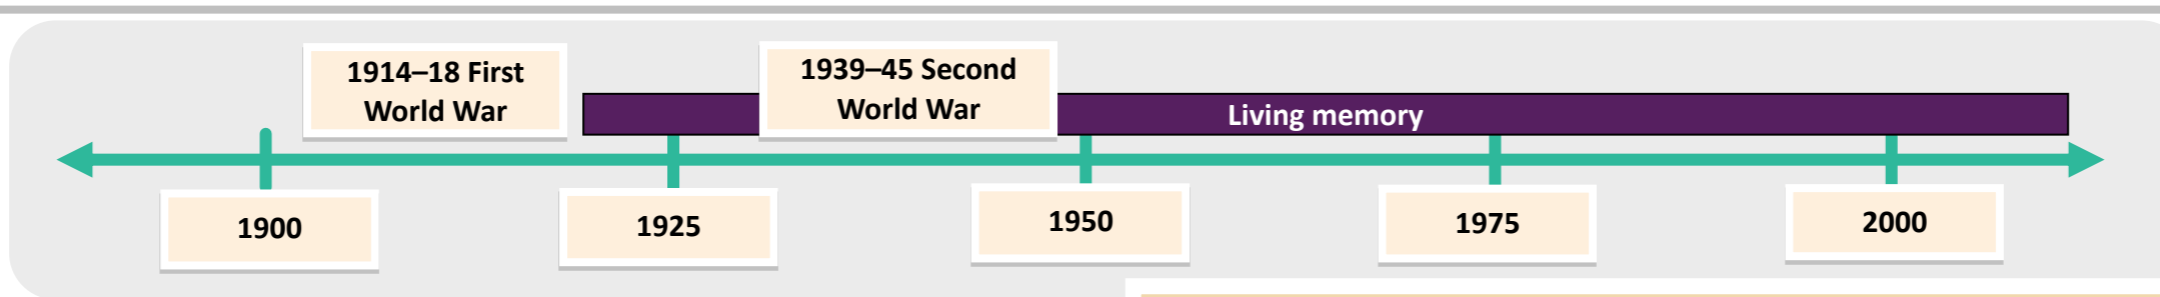 1914–18 First
World War
1939–45 Second
World War
Living memory
1900
1925
1950
1975
2000